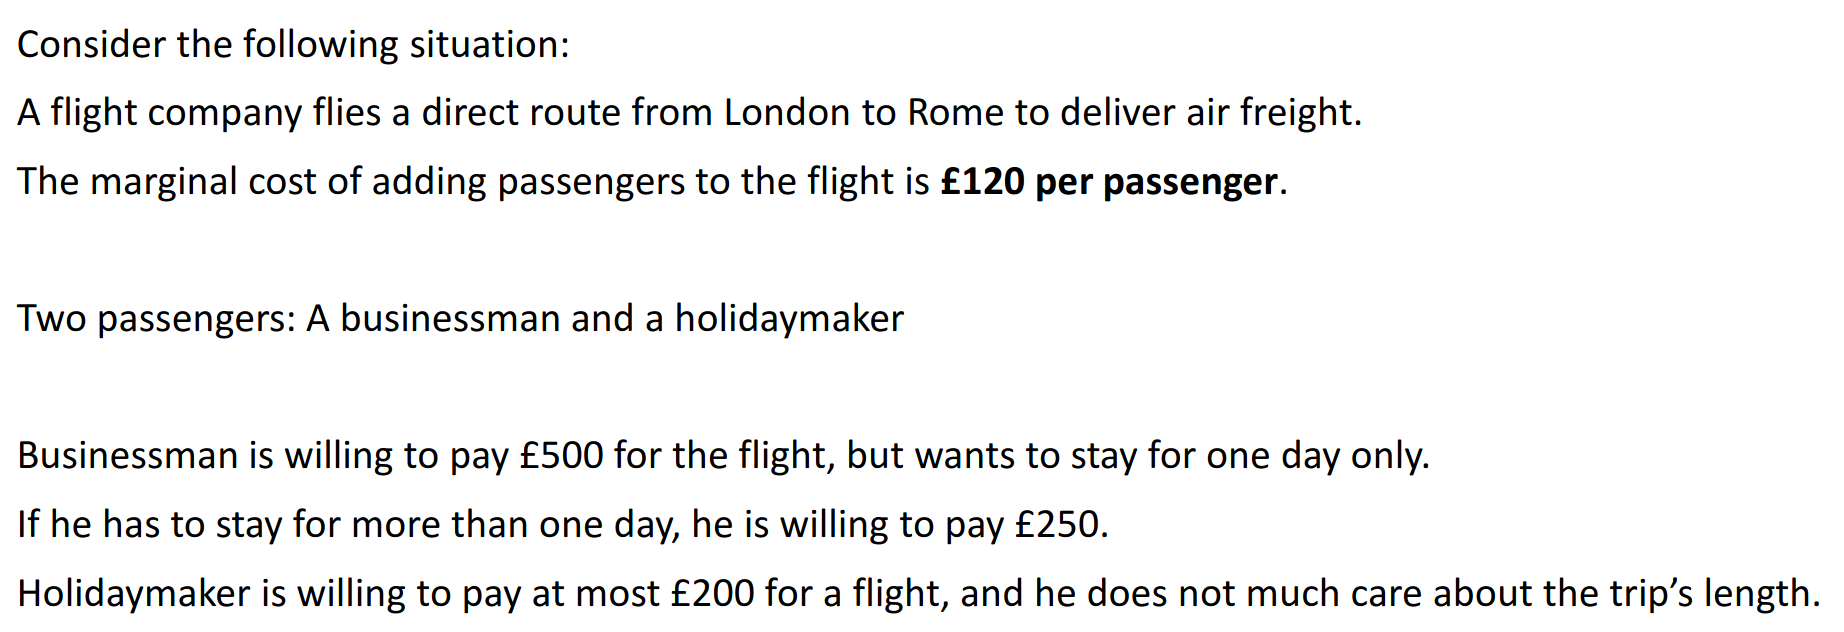 Consider the following situation:
A flight company flies a direct route from London to Rome to deliver air freight.
The marginal cost of adding passengers to the flight is £120 per passenger.
Two passengers: A businessman and a holidaymaker
Businessman is willing to pay £500 for the flight, but wants to stay for one day only.
If he has to stay for more than one day, he is willing to pay £250.
Holidaymaker is willing to pay at most £200 for a flight, and he does not much care about the trip’s length.